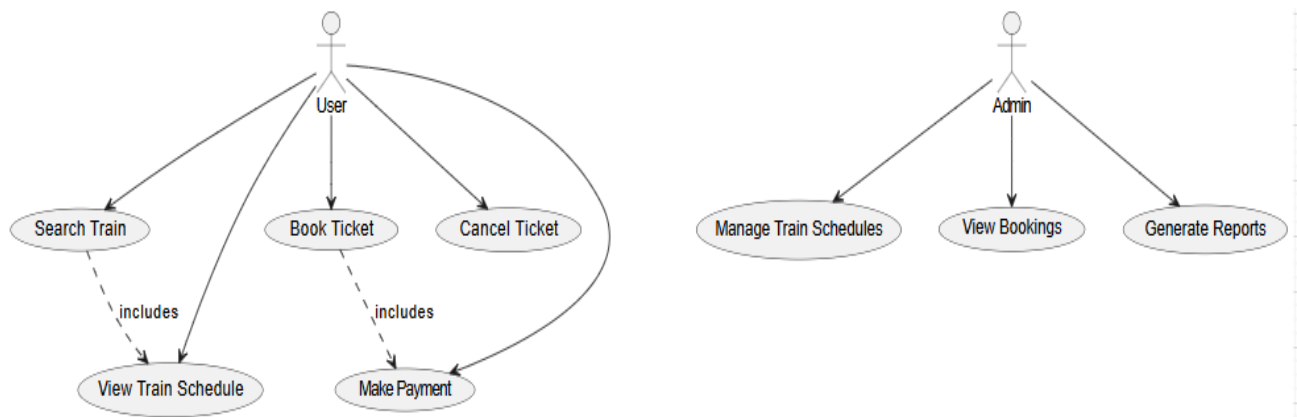 User
Admin
Search Train
Book Ticket
Cancel Ticket
Manage Train Schedules
View Bookings
Generate Reports
includes
includes
View Train Schedule
Make Payment